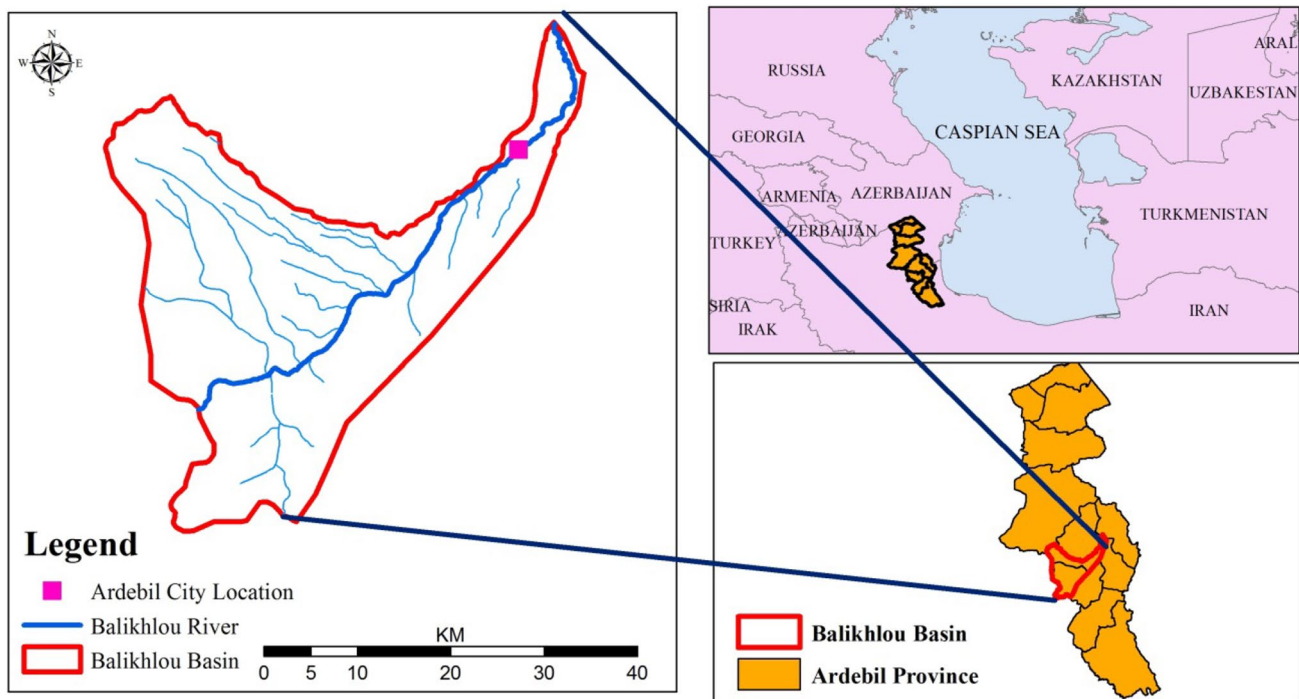 N
W E
S
Legend
Ardebil City Location
Balikhlou River
Balikhlou Basin
KM
0 5 10 20 30 40
RUSSIA
KAZAKHSTAN
ARAL
UZBAKESTAN
GEORGIA
CASPIAN SEA
ARMENIA
AZERBAIJAN
AZERBAIJAN
TURKMENISTAN
TURKEY
SIRIA
IRAK
IRAN
Balikhlou Basin
Ardebil Province